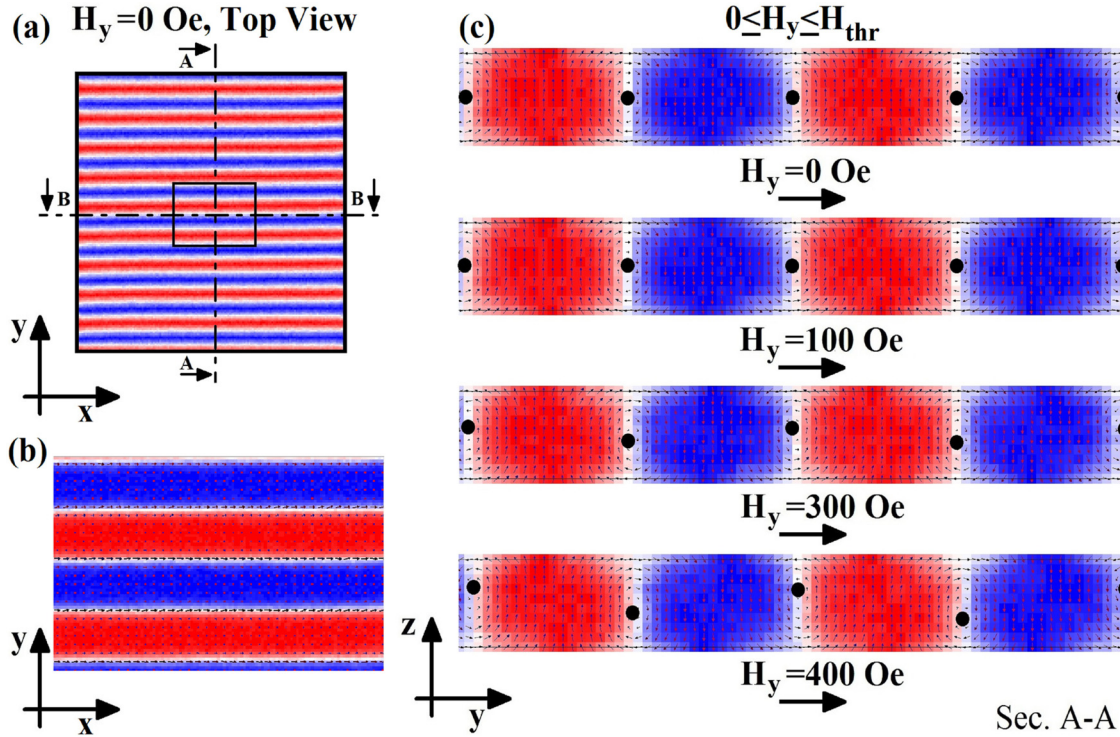 (a)
H_y =0 Oe, Top View
A
B
B
A
y
x
(b)
y
x
(c)
0≤H_y≤H_thr
H_y=0 Oe
H_y=100 Oe
H_y=300 Oe
H_y=400 Oe
z
y
Sec. A-A